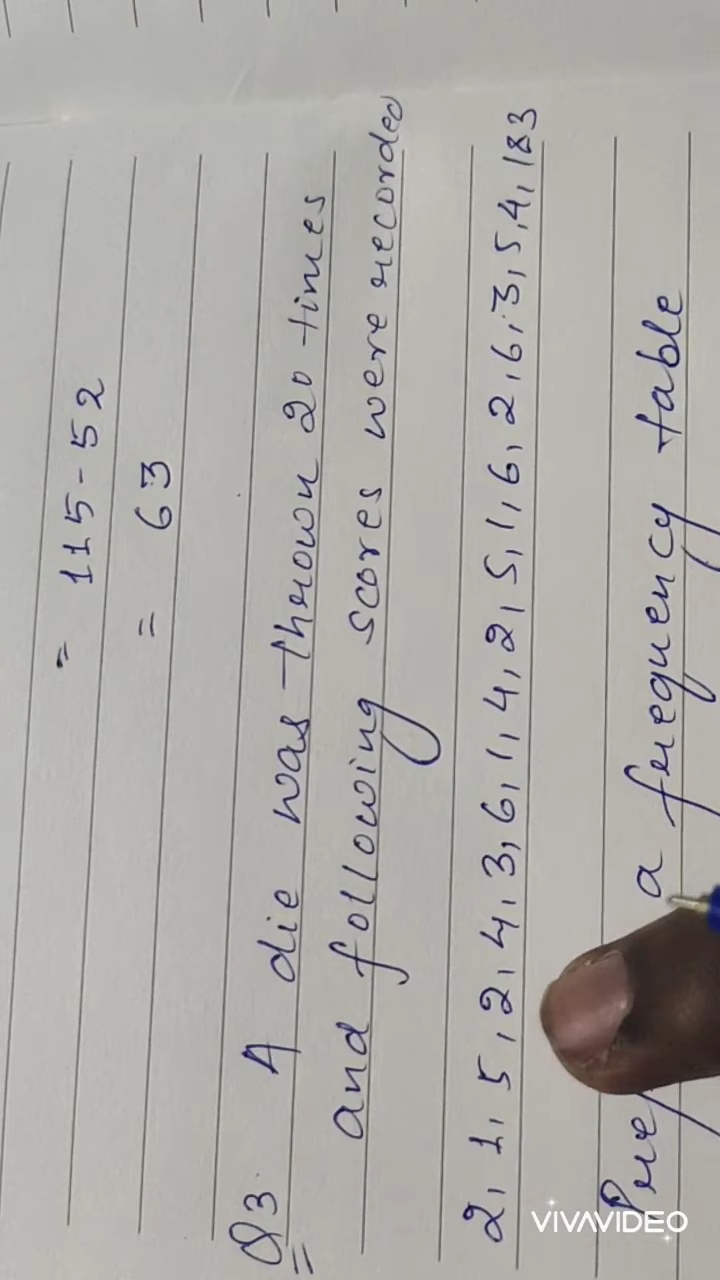 = 115-52
= 63
Q3. A die was thrown 20 times
and following scores were recorded
2, 1, 5, 2, 4, 3, 6, 1, 4, 2, 5, 1, 6, 2, 6, 3, 5, 4, 1 & 3
a frequency table
VIVAVIDEO